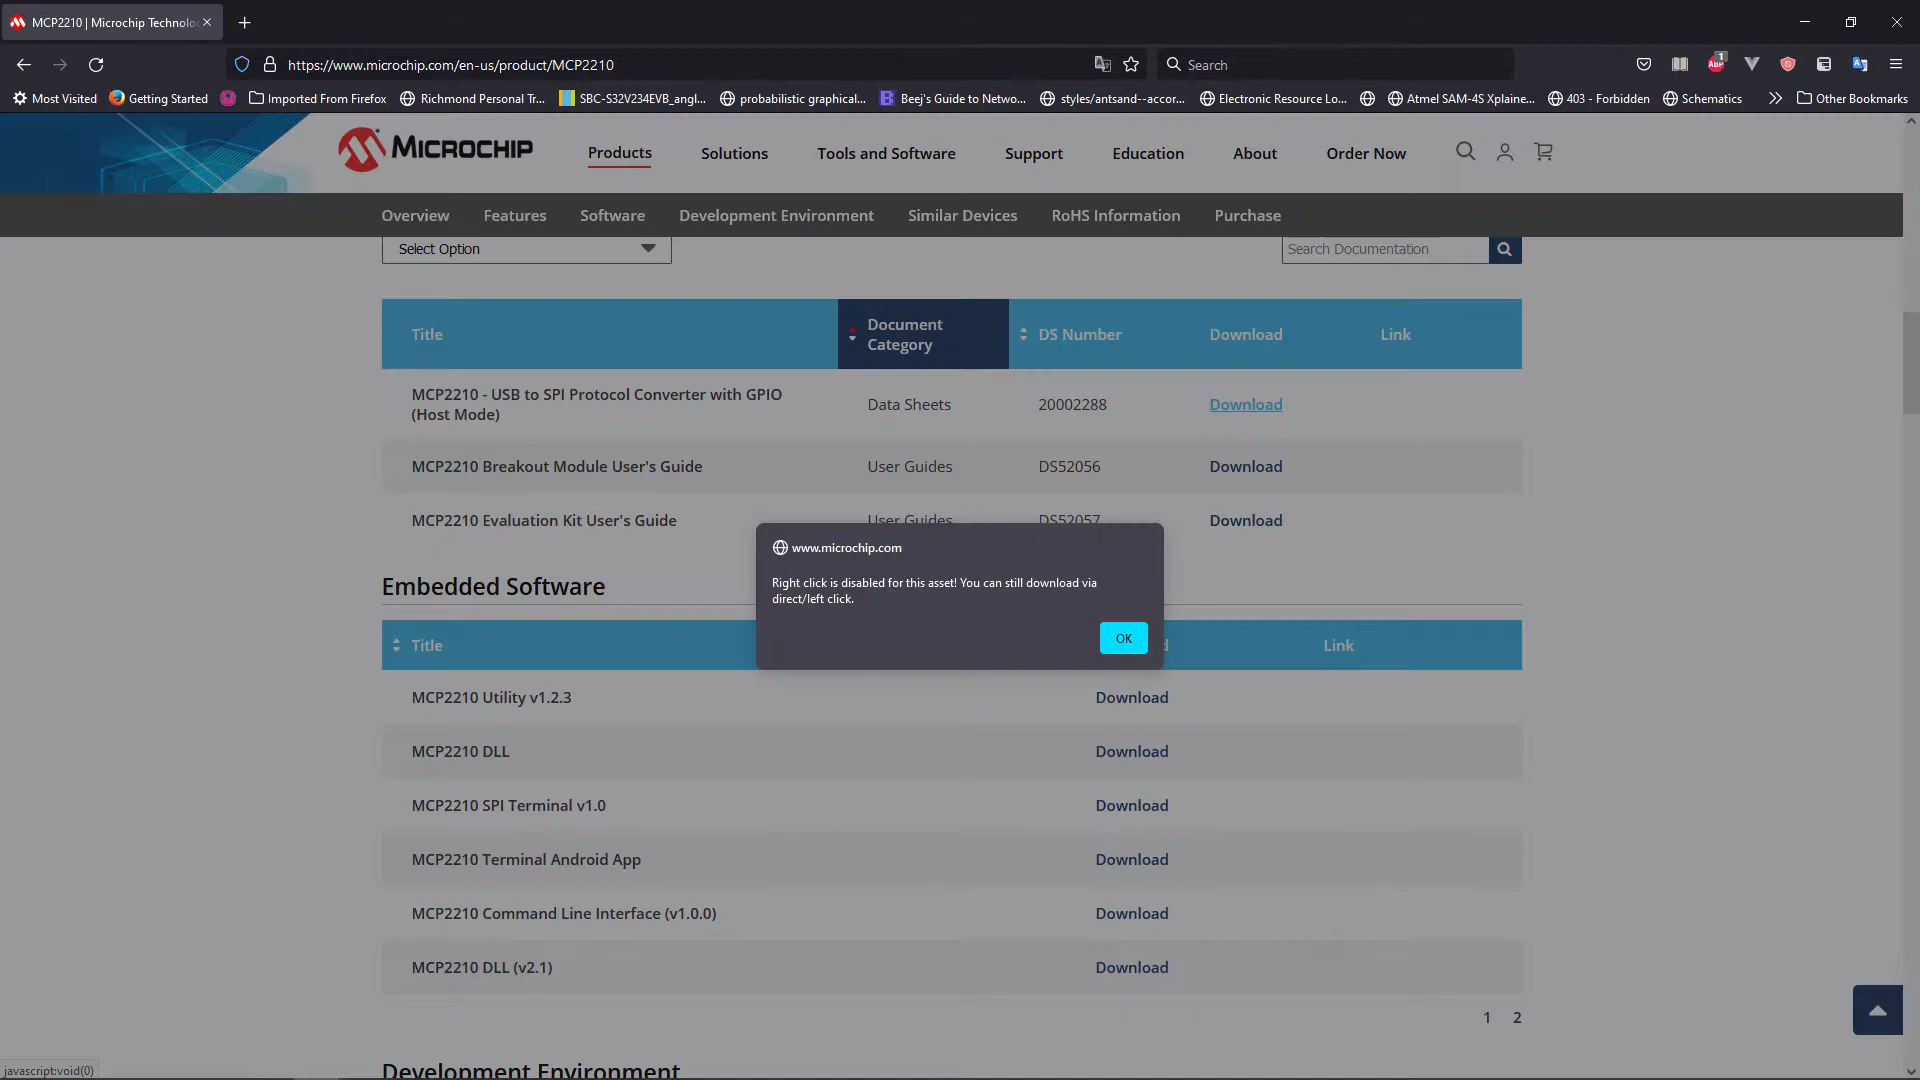 MCP2210 | Microchip Technolo
https://www.microchip.com/en-us/product/MCP2210
Search
1
ABP
Most Visited
Getting Started
Imported From Firefox
Richmond Personal Tr...
SBC-S32V234EVB_angl...
probabilistic graphical...
Beej's Guide to Netwo...
styles/antsand--accor...
Electronic Resource Lo...
Atmel SAM-4S Xplaine...
403 - Forbidden
Schematics
Other Bookmarks
MICROCHIP
Products
Solutions
Tools and Software
Support
Education
About
Order Now
Overview
Features
Software
Development Environment
Similar Devices
RoHS Information
Purchase
Select Option
Search Documentation
Title
Document
Category
DS Number
Download
Link
MCP2210 - USB to SPI Protocol Converter with GPIO
(Host Mode)
Data Sheets
20002288
Download
MCP2210 Breakout Module User's Guide
User Guides
DS52056
Download
MCP2210 Evaluation Kit User's Guide
User Guides
DS52057
Download
www.microchip.com
Right click is disabled for this asset! You can still download via
direct/left click.
OK
Embedded Software
Title
Link
MCP2210 Utility v1.2.3
Download
MCP2210 DLL
Download
MCP2210 SPI Terminal v1.0
Download
MCP2210 Terminal Android App
Download
MCP2210 Command Line Interface (v1.0.0)
Download
MCP2210 DLL (v2.1)
Download
1
2
Development Environment
javascript:void(0)